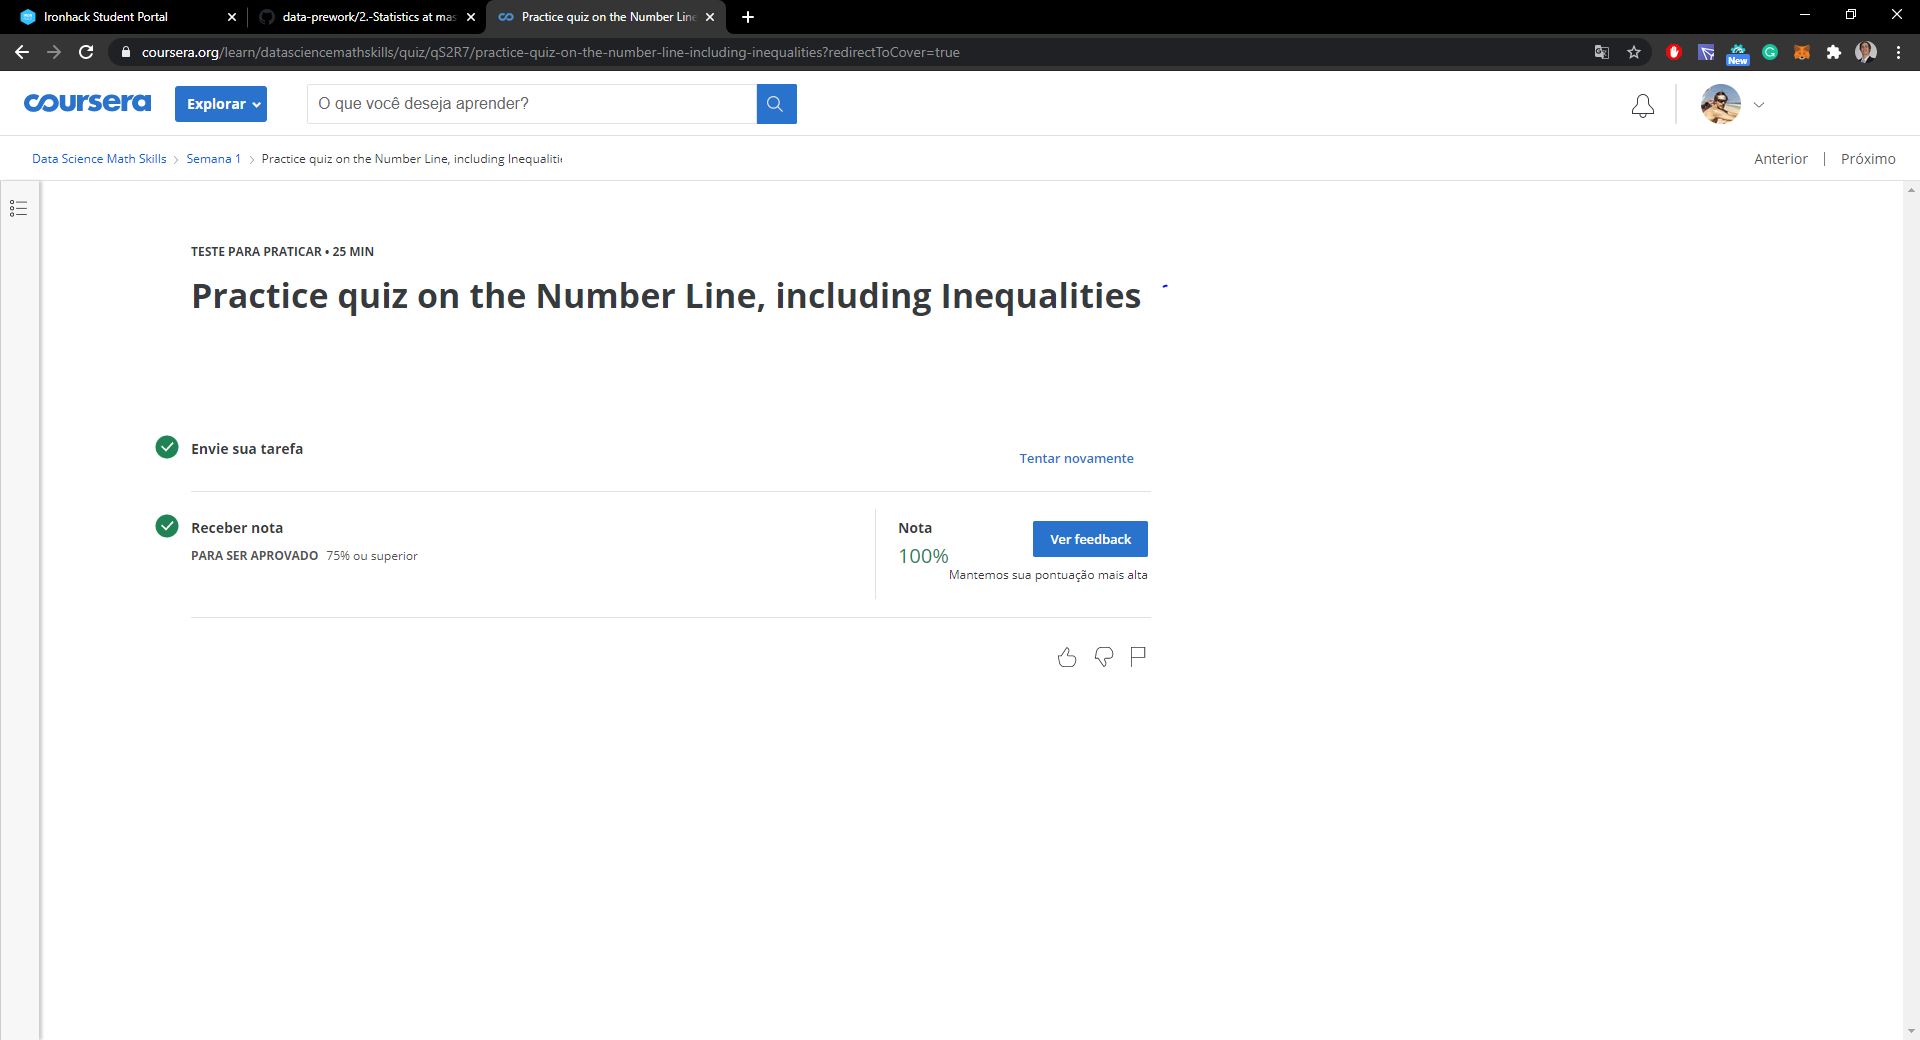 Ironhack Student Portal
data-prework/2.-Statistics at mas
Practice quiz on the Number Line
coursera.org/learn/datasciencemathskills/quiz/qS2R7/practice-quiz-on-the-number-line-including-inequalities?redirectToCover=true
New
coursera
Explorar
O que você deseja aprender?
Data Science Math Skills
Semana 1
Practice quiz on the Number Line, including Inequalitie
Anterior | Próximo
TESTE PARA PRATICAR • 25 MIN
Practice quiz on the Number Line, including Inequalities
Envie sua tarefa
Tentar novamente
Receber nota
PARA SER APROVADO 75% ou superior
Nota
100%
Ver feedback
Mantemos sua pontuação mais alta